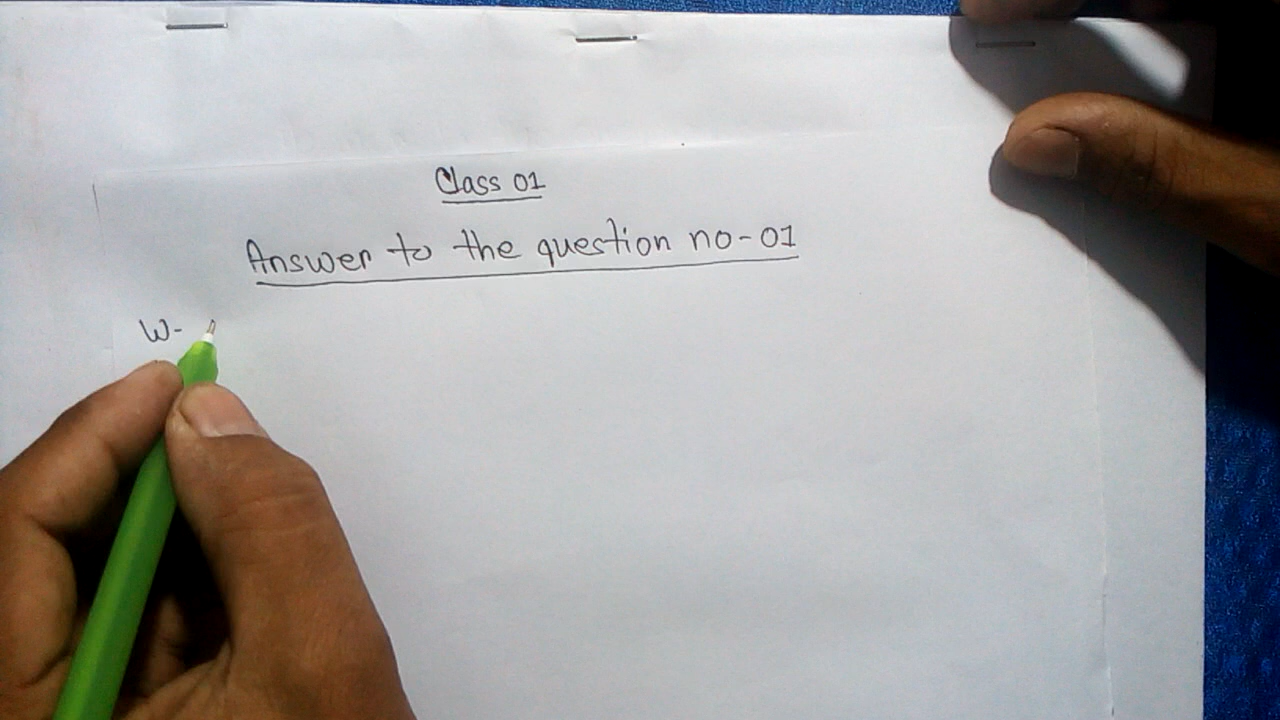 Class 01
Answer to the question no-01
W-